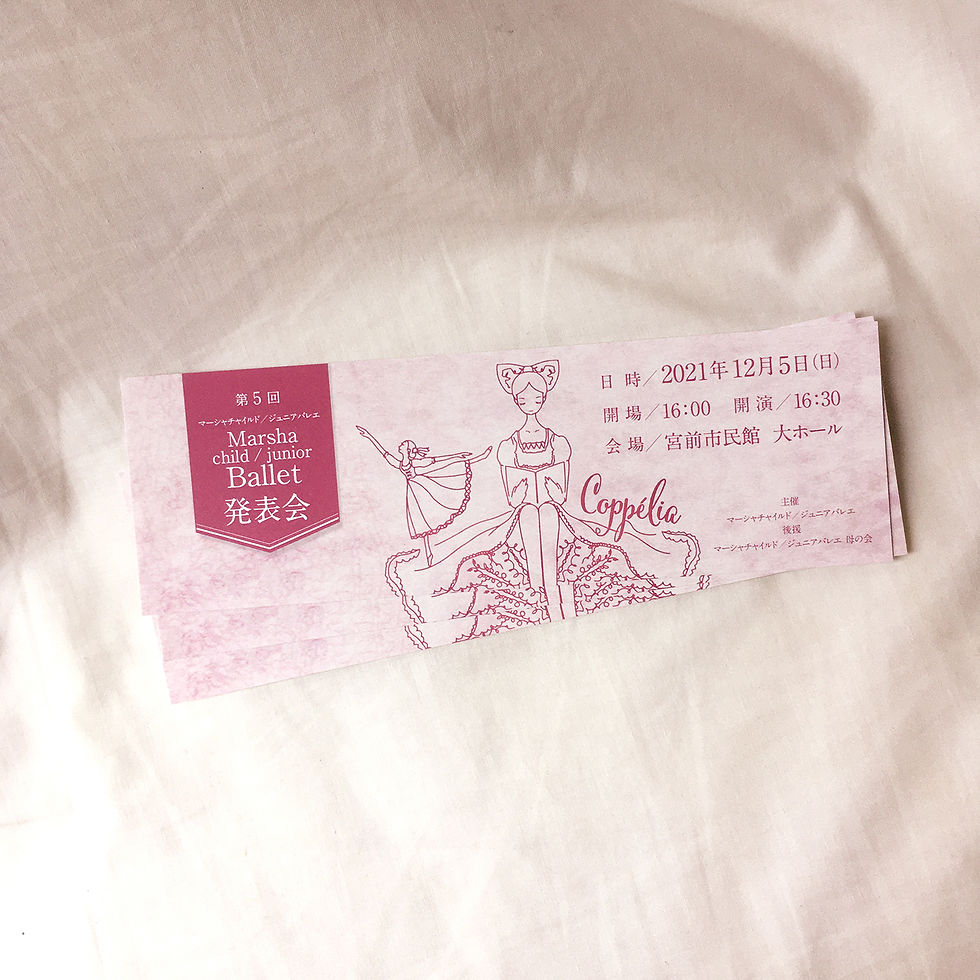 第5回
マーシャチャイルド／ジュニアバレエ
Marsha
child / junior
Ballet
発表会
日 時／2021年12月5日(日)
開 場／16:00 開 演／16:30
会 場／宮前市民館 大ホール
Coppélia
主催
マーシャチャイルド／ジュニアバレエ
後援
マーシャチャイルド／ジュニアバレエ 母の会